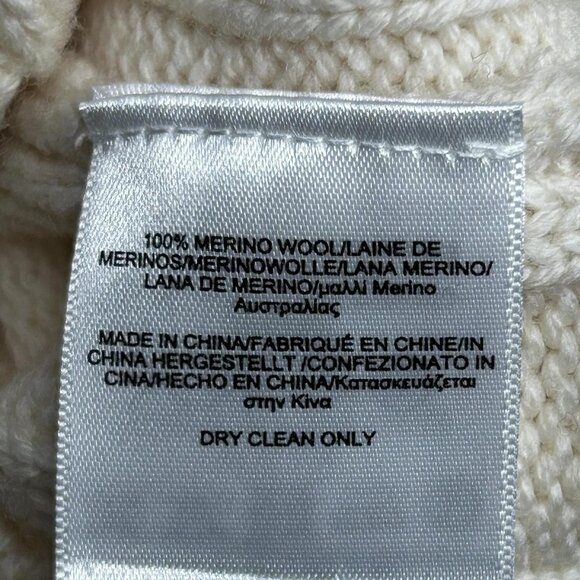 100% MERINO WOOL/LAINE DE
MERINOS/MERINOWOLLE/LANA MERINO/
LANA DE MERINO/μαλλί Merino
Αυστραλίας
MADE IN CHINA/FABRIQUÉ EN CHINE/IN
CHINA HERGESTELLT /CONFEZIONATO IN
CINA/HECHO EN CHINA/Κατασκευάζεται
στην Κίνα
DRY CLEAN ONLY